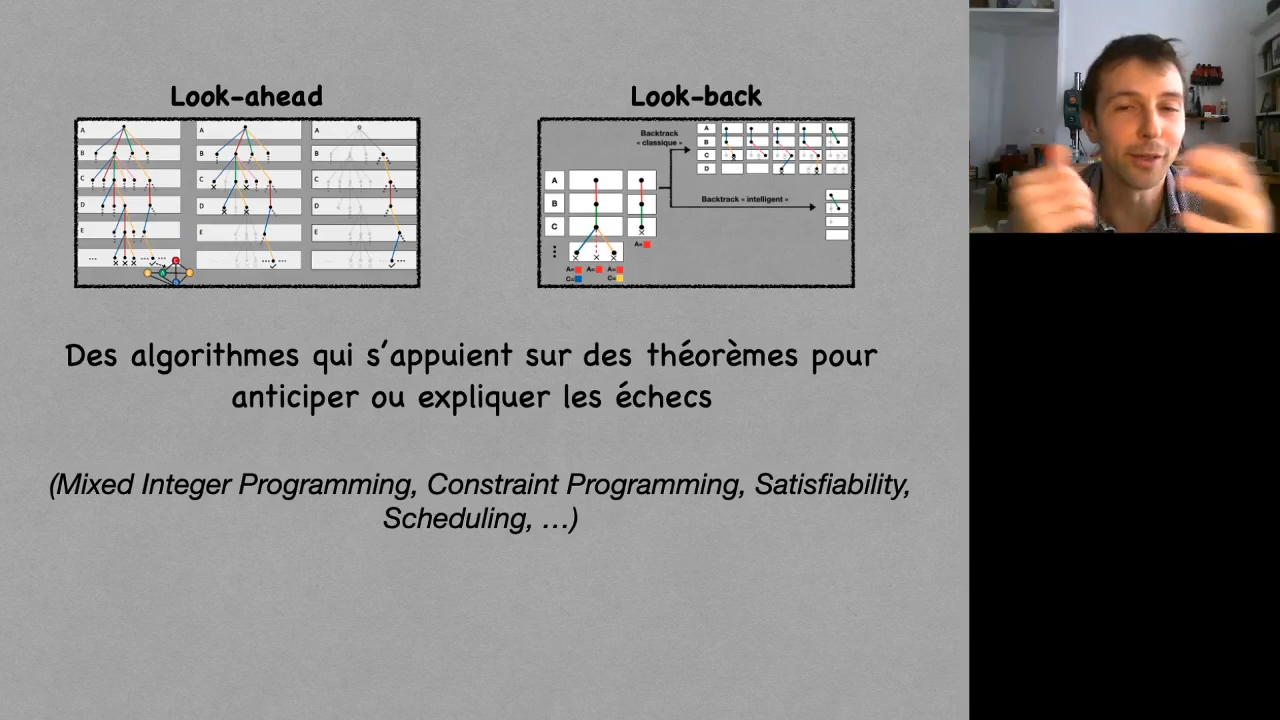 Look-ahead
Look-back
A
B
C
D
E
...
A
B
C
D
E
...
A
B
C
D
E
...
C
A
Backtrack
« classique »
A
B
C
D
Backtrack « intelligent »
A
B
C
A=
A= A= A=
C= C=
Des algorithmes qui s'appuient sur des théorèmes pour
anticiper ou expliquer les échecs
(Mixed Integer Programming, Constraint Programming, Satisfiability,
Scheduling, …)